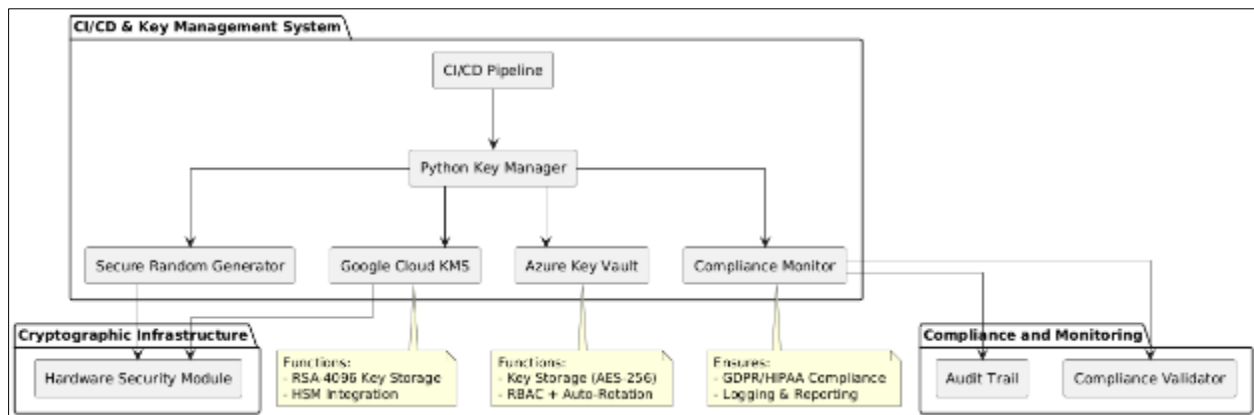 CI/CD & Key Management System
CI/CD Pipeline
Python Key Manager
Secure Random Generator
Google Cloud KMS
Azure Key Vault
Compliance Monitor
Cryptographic Infrastructure
Hardware Security Module
Functions:
- RSA-4096 Key Storage
- HSM Integration
Functions:
- Key Storage (AES-256)
- RBAC + Auto-Rotation
Ensures:
- GDPR/HIPAA Compliance
- Logging & Reporting
Compliance and Monitoring
Audit Trail
Compliance Validator